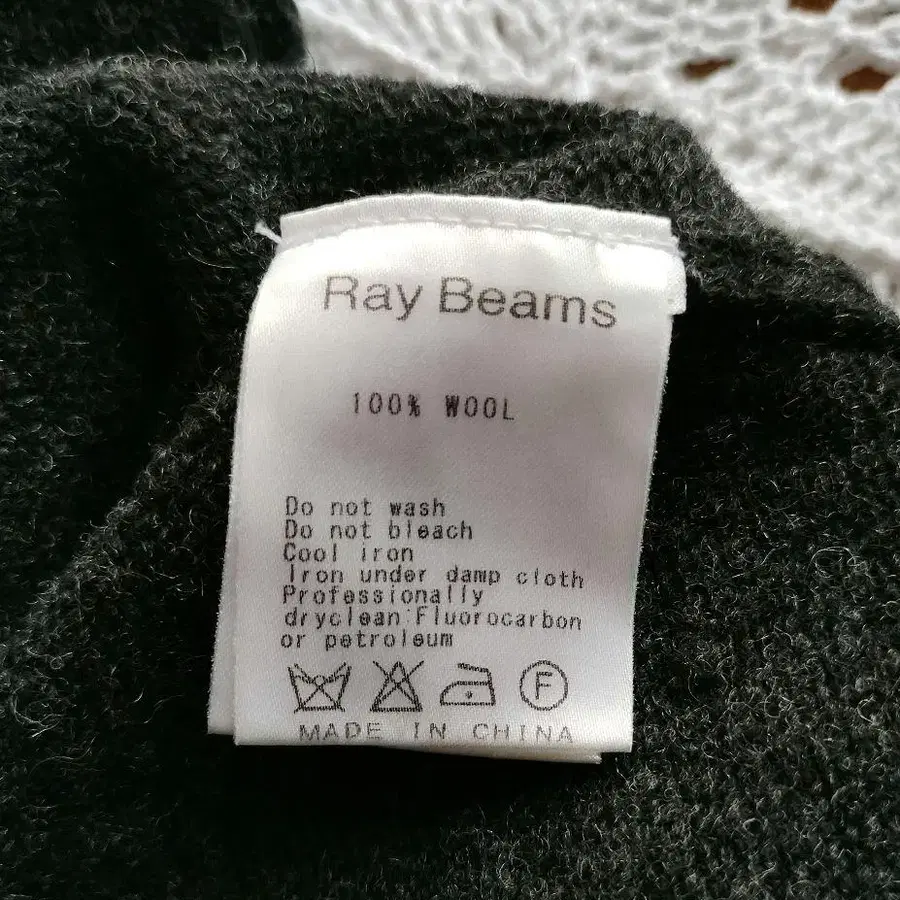 Ray Beams
100% WOOL
Do not wash
Do not bleach
Cool iron
Iron under damp cloth
Professionally
dryclean:Fluorocarbon
or petroleum
F
MADE IN CHINA